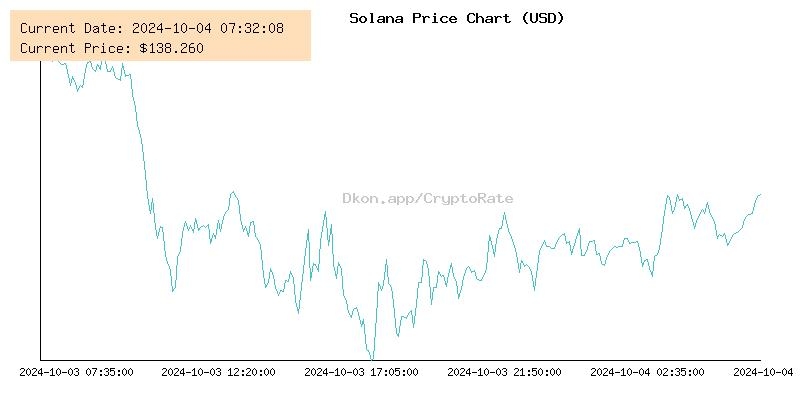 Solana Price Chart (USD)
Current Date: 2024-10-04 07:32:08
Current Price: $138.260
Dkon.app/CryptoRate
2024-10-03 07:35:00
2024-10-03 12:20:00
2024-10-03 17:05:00
2024-10-03 21:50:00
2024-10-04 02:35:00
2024-10-04